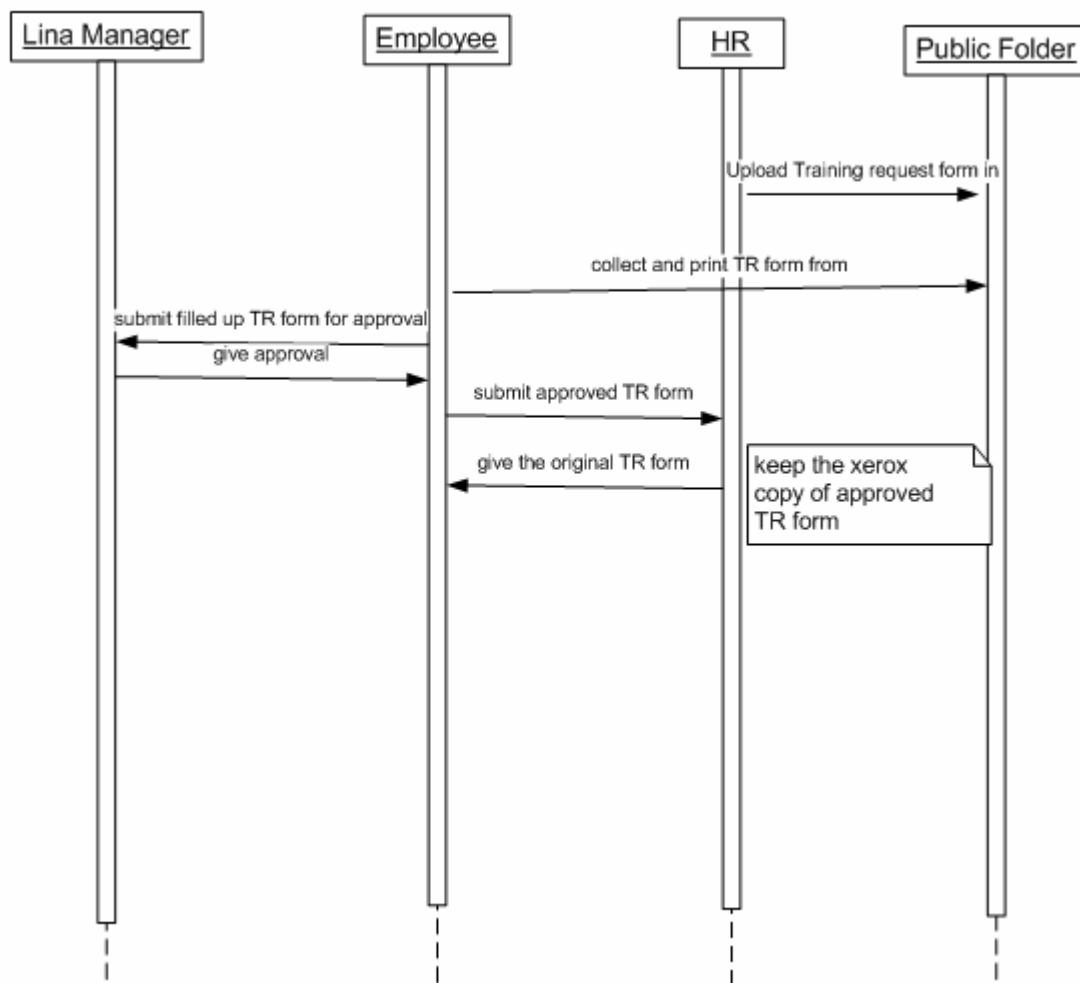 Lina Manager
Employee
HR
Public Folder
Upload Training request form in
collect and print TR form from
submit filled up TR form for approval
give approval
submit approved TR form
give the original TR form
keep the xerox
copy of approved
TR form